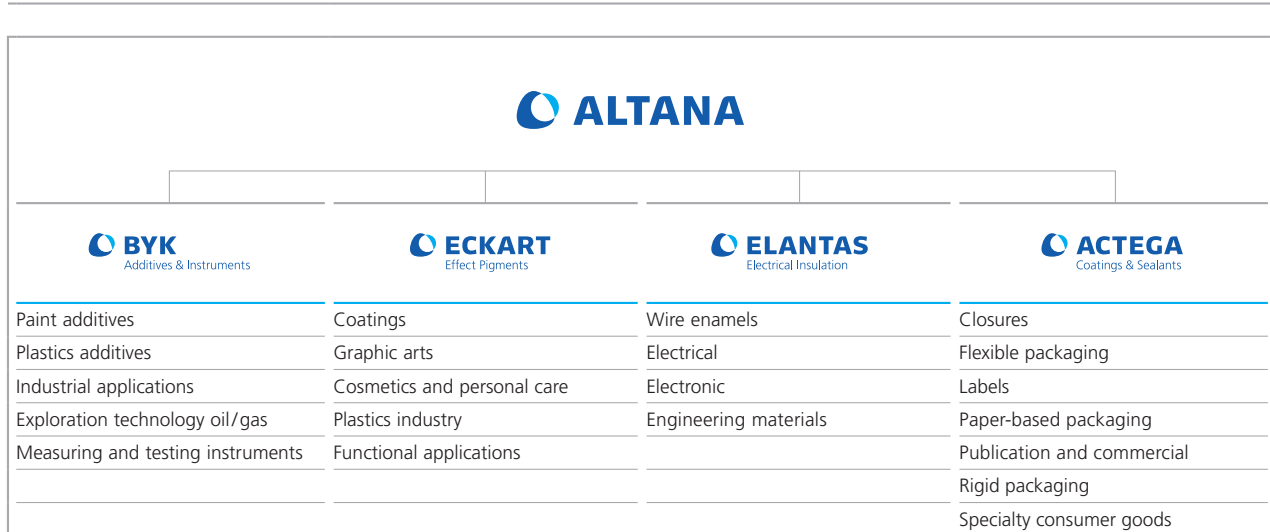 ALTANA
BYK
Additives & Instruments
ECKART
Effect Pigments
ELANTAS
Electrical Insulation
ACTEGA
Coatings & Sealants
Paint additives
Plastics additives
Industrial applications
Exploration technology oil/gas
Measuring and testing instruments
Coatings
Graphic arts
Cosmetics and personal care
Plastics industry
Functional applications
Wire enamels
Electrical
Electronic
Engineering materials
Closures
Flexible packaging
Labels
Paper-based packaging
Publication and commercial
Rigid packaging
Specialty consumer goods